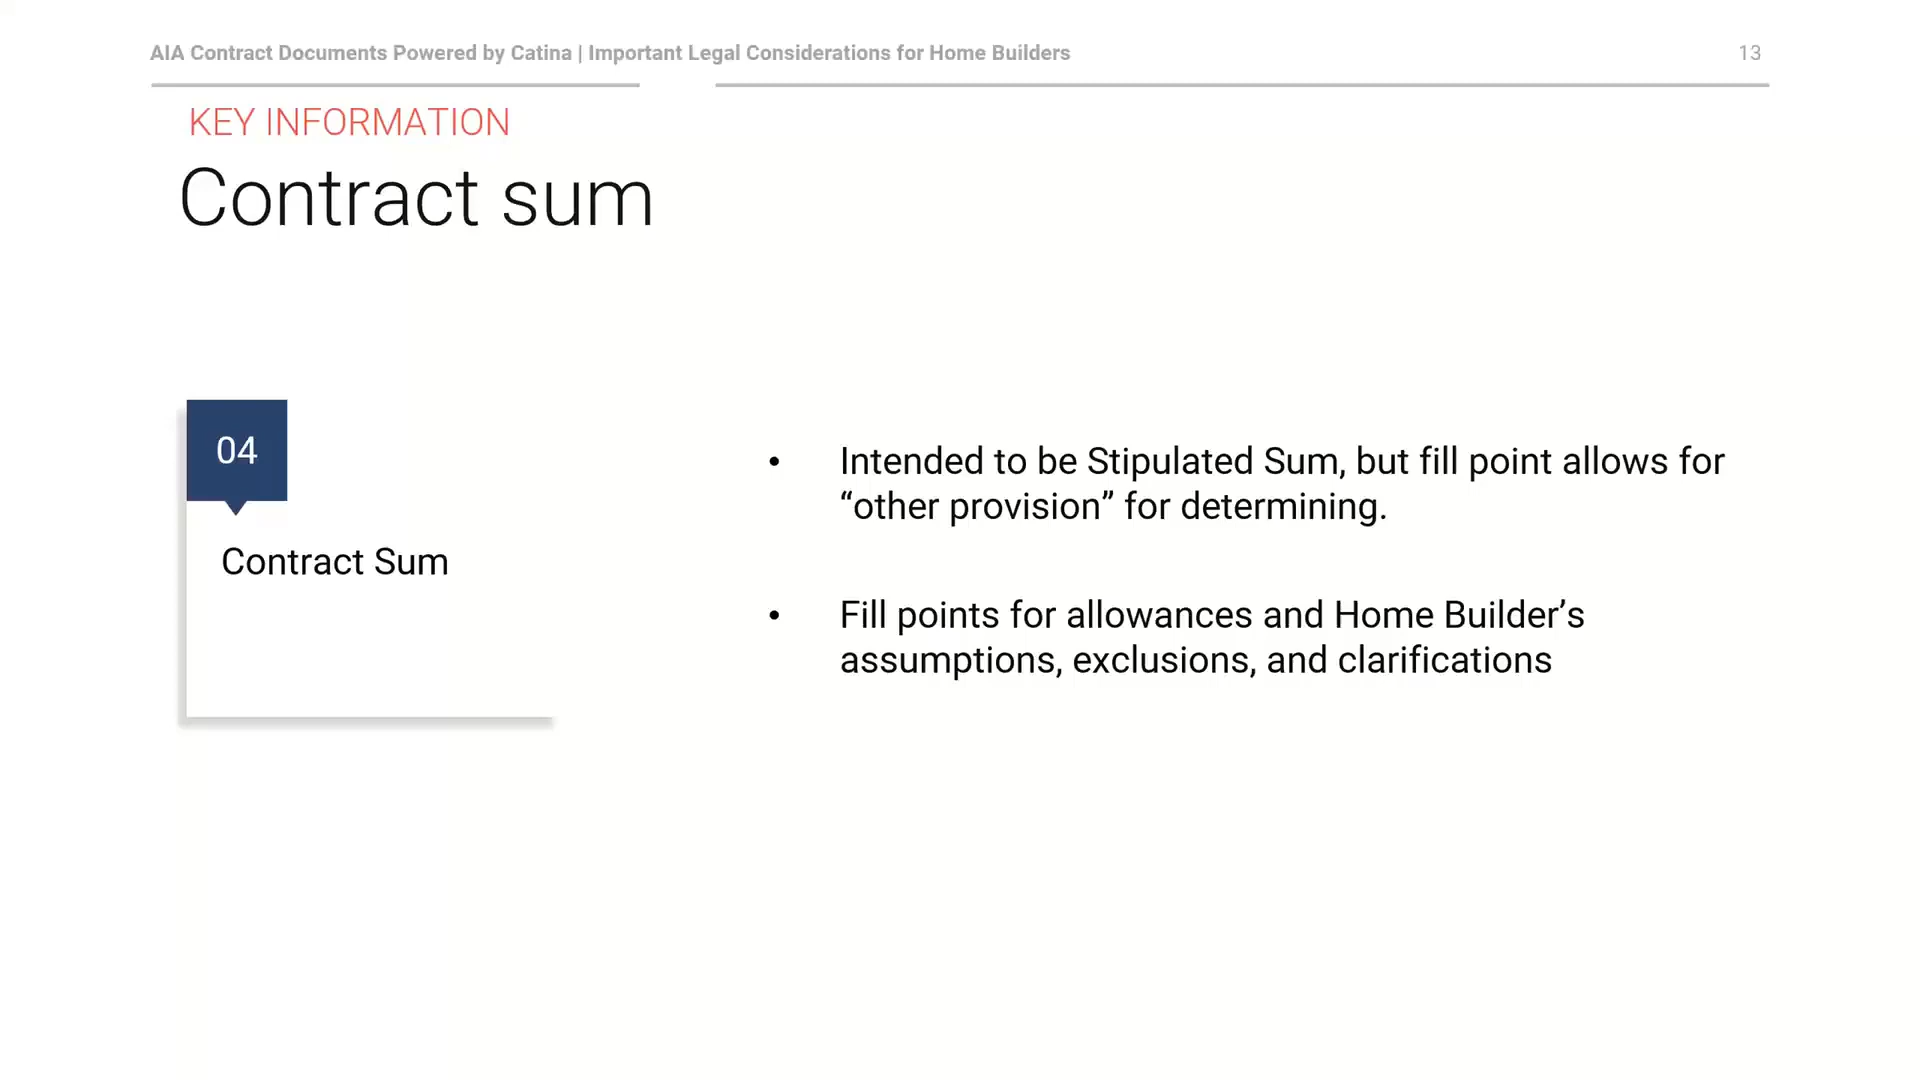 AIA Contract Documents Powered by Catina | Important Legal Considerations for Home Builders
13
KEY INFORMATION
Contract sum
04
Contract Sum
• Intended to be Stipulated Sum, but fill point allows for
“other provision” for determining.
• Fill points for allowances and Home Builder’s
assumptions, exclusions, and clarifications